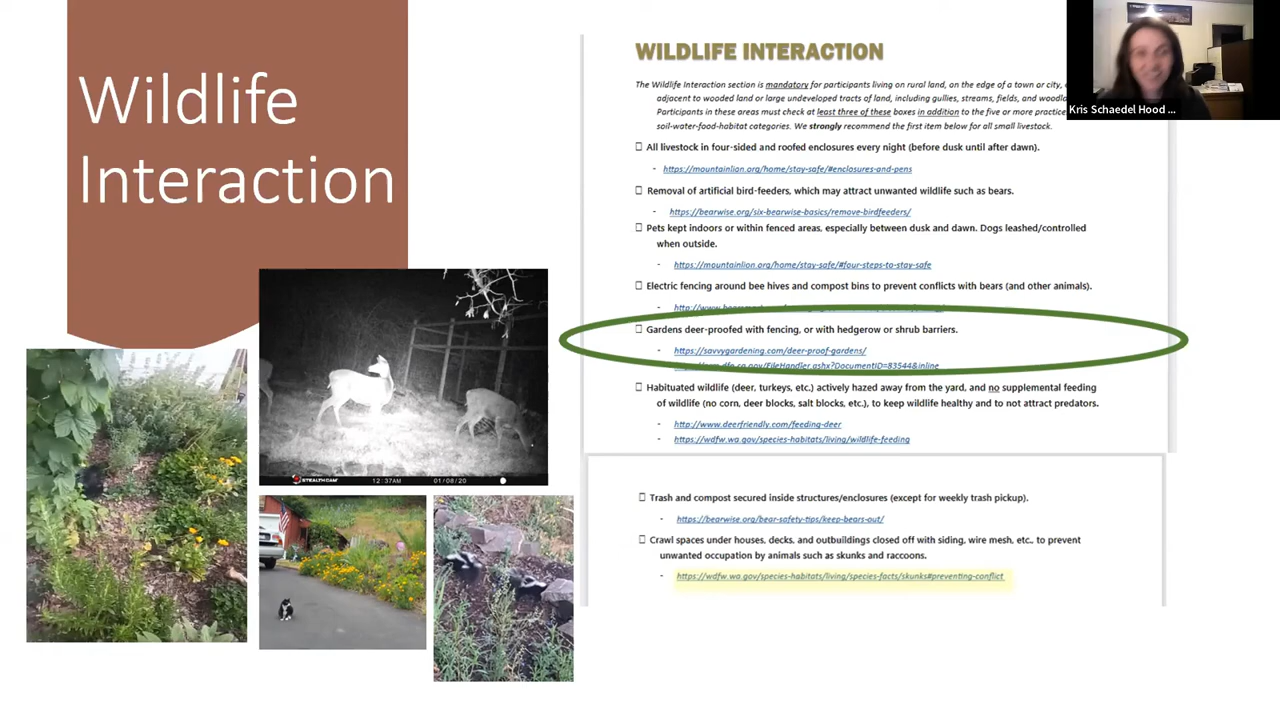 Wildlife
Interaction
WILDLIFE INTERACTION
The Wildlife Interaction section is mandatory for participants living on rural land, on the edge of a town or city,
adjacent to wooded land or large undeveloped tracts of land, including gullies, streams, fields, and
Participants in these areas must check at least three of these boxes in addition to the five or more
soil-water-food-habitat categories. We strongly recommend the first item below for all small livestock.
All livestock in four-sided and roofed enclosures every night (before dusk until after dawn).
- https://mountainlion.org/home/stay-safe/#enclosures-and-pens
Removal of artificial bird-feeders, which may attract unwanted wildlife such as bears.
- https://bearwise.org/six-bearwise-basics/remove-birdfeeders/
Pets kept indoors or within fenced areas, especially between dusk and dawn. Dogs leashed/controlled
when outside.
- https://mountainlion.org/home/stay-safe/#four-steps-to-stay-safe
Electric fencing around bee hives and compost bins to prevent conflicts with bears (and other animals).
Gardens deer-proofed with fencing, or with hedgerow or shrub barriers.
- https://savvygardening.com/deer-proof-gardens/
Habituated wildlife (deer, turkeys, etc.) actively hazed away from the yard, and no supplemental feeding
of wildlife (no corn, deer blocks, salt blocks, etc.), to keep wildlife healthy and to not attract predators.
- http://www.deerfriendly.com/feeding-deer
- https://wdfw.wa.gov/species-habitats/living/wildlife-feeding
Trash and compost secured inside structures/enclosures (except for weekly trash pickup).
- https://bearwise.org/bear-safety-tips/keep-bears-out/
Crawl spaces under houses, decks, and outbuildings closed off with siding, wire mesh, etc., to prevent
unwanted occupation by animals such as skunks and raccoons.
- https://wdfw.wa.gov/species-habitats/living/species-facts/skunks#preventing-conflict
Kris Schaedel Hood ...
STEALTHCAM 12:37AM 01/08/20